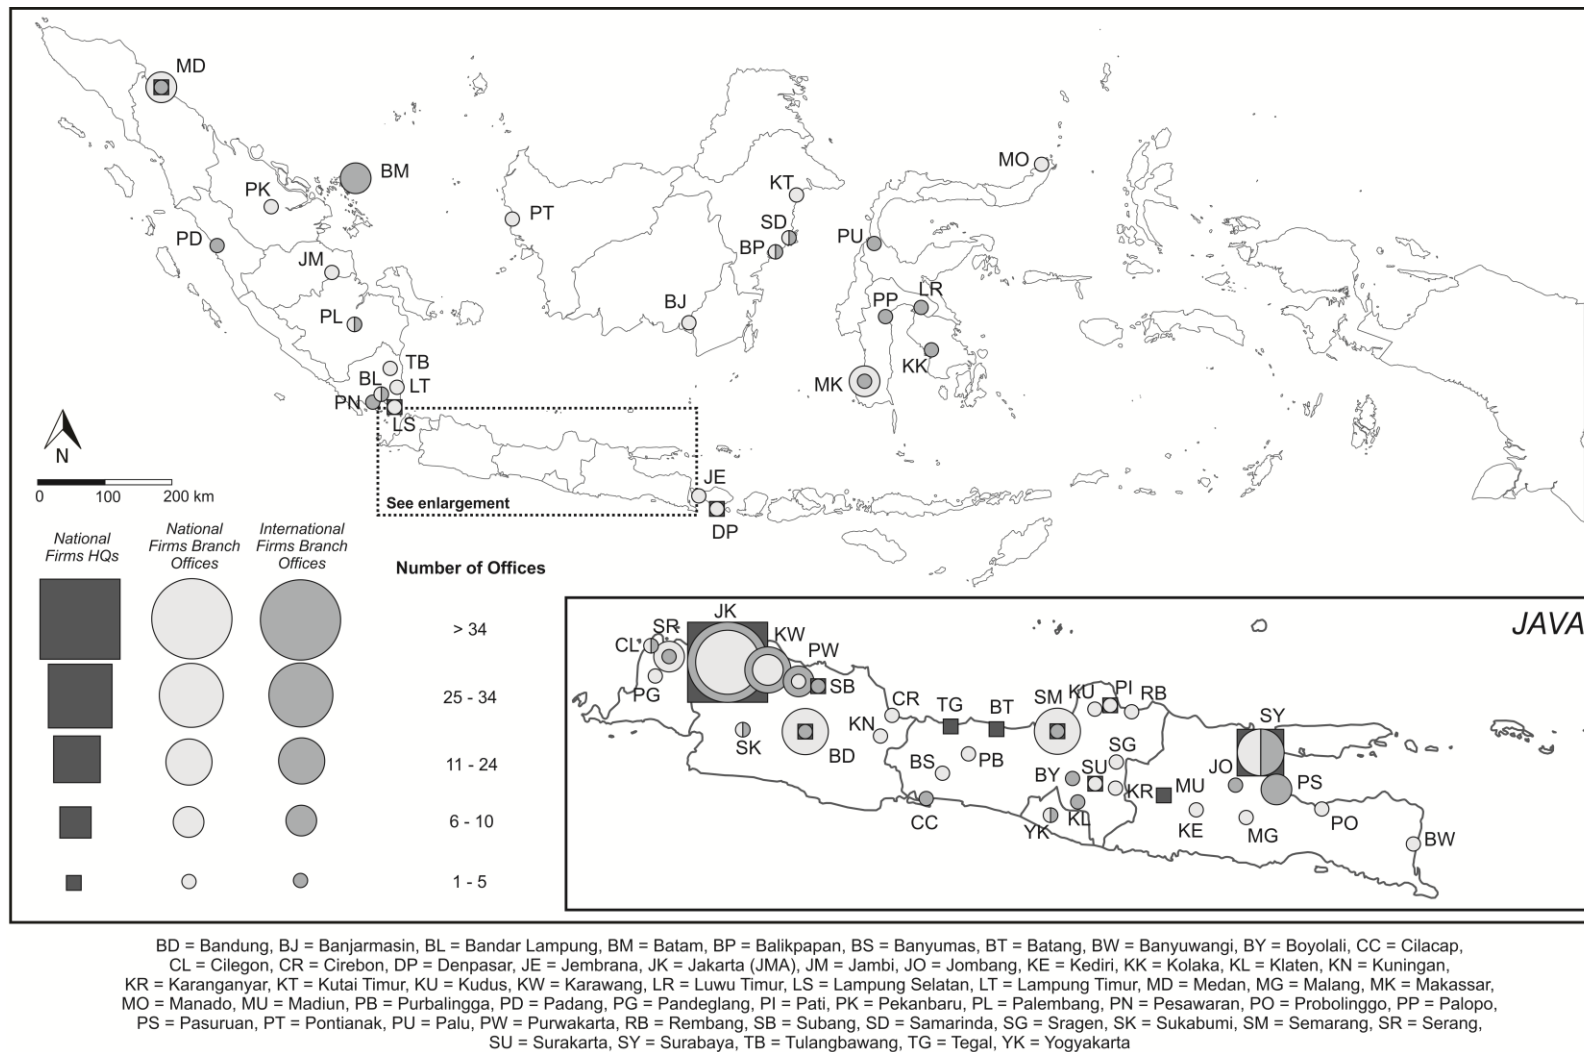 MD
BM
PK
PD
JM
PL
TB
BL
LT
PN
LS
PT
KT
SD
BP
BJ
MO
PU
LR
PP
KK
MK
JE
DP
N
0 100 200 km
See enlargement
National
Firms HQs
National
Firms Branch
Offices
International
Firms Branch
Offices
Number of Offices
> 34
25 - 34
11 - 24
6 - 10
1 - 5
JAVA
JK
SR
KW
CL
PW
PG
SB
CR
TG
BT
SM
KU
PI
RB
SY
SK
BD
KN
BS
PB
SG
BY
SU
JO
PS
KR
MU
CC
YK
KL
KE
MG
PO
BW
BD = Bandung, BJ = Banjarmasin, BL = Bandar Lampung, BM = Batam, BP = Balikpapan, BS = Banyumas, BT = Batang, BW = Banyuwangi, BY = Boyolali, CC = Cilacap,
CL = Cilegon, CR = Cirebon, DP = Denpasar, JE = Jembrana, JK = Jakarta (JMA), JM = Jambi, JO = Jombang, KE = Kediri, KK = Kolaka, KL = Klaten, KN = Kuningan,
KR = Karanganyar, KT = Kutai Timur, KU = Kudus, KW = Karawang, LR = Luwu Timur, LS = Lampung Selatan, LT = Lampung Timur, MD = Medan, MG = Malang, MK = Makassar,
MO = Manado, MU = Madiun, PB = Purbalingga, PD = Padang, PG = Pandeglang, PI = Pati, PK = Pekanbaru, PL = Palembang, PN = Pesawaran, PO = Probolinggo, PP = Palopo,
PS = Pasuruan, PT = Pontianak, PU = Palu, PW = Purwakarta, RB = Rembang, SB = Subang, SD = Samarinda, SG = Sragen, SK = Sukabumi, SM = Semarang, SR = Serang,
SU = Surakarta, SY = Surabaya, TB = Tulangbawang, TG = Tegal, YK = Yogyakarta